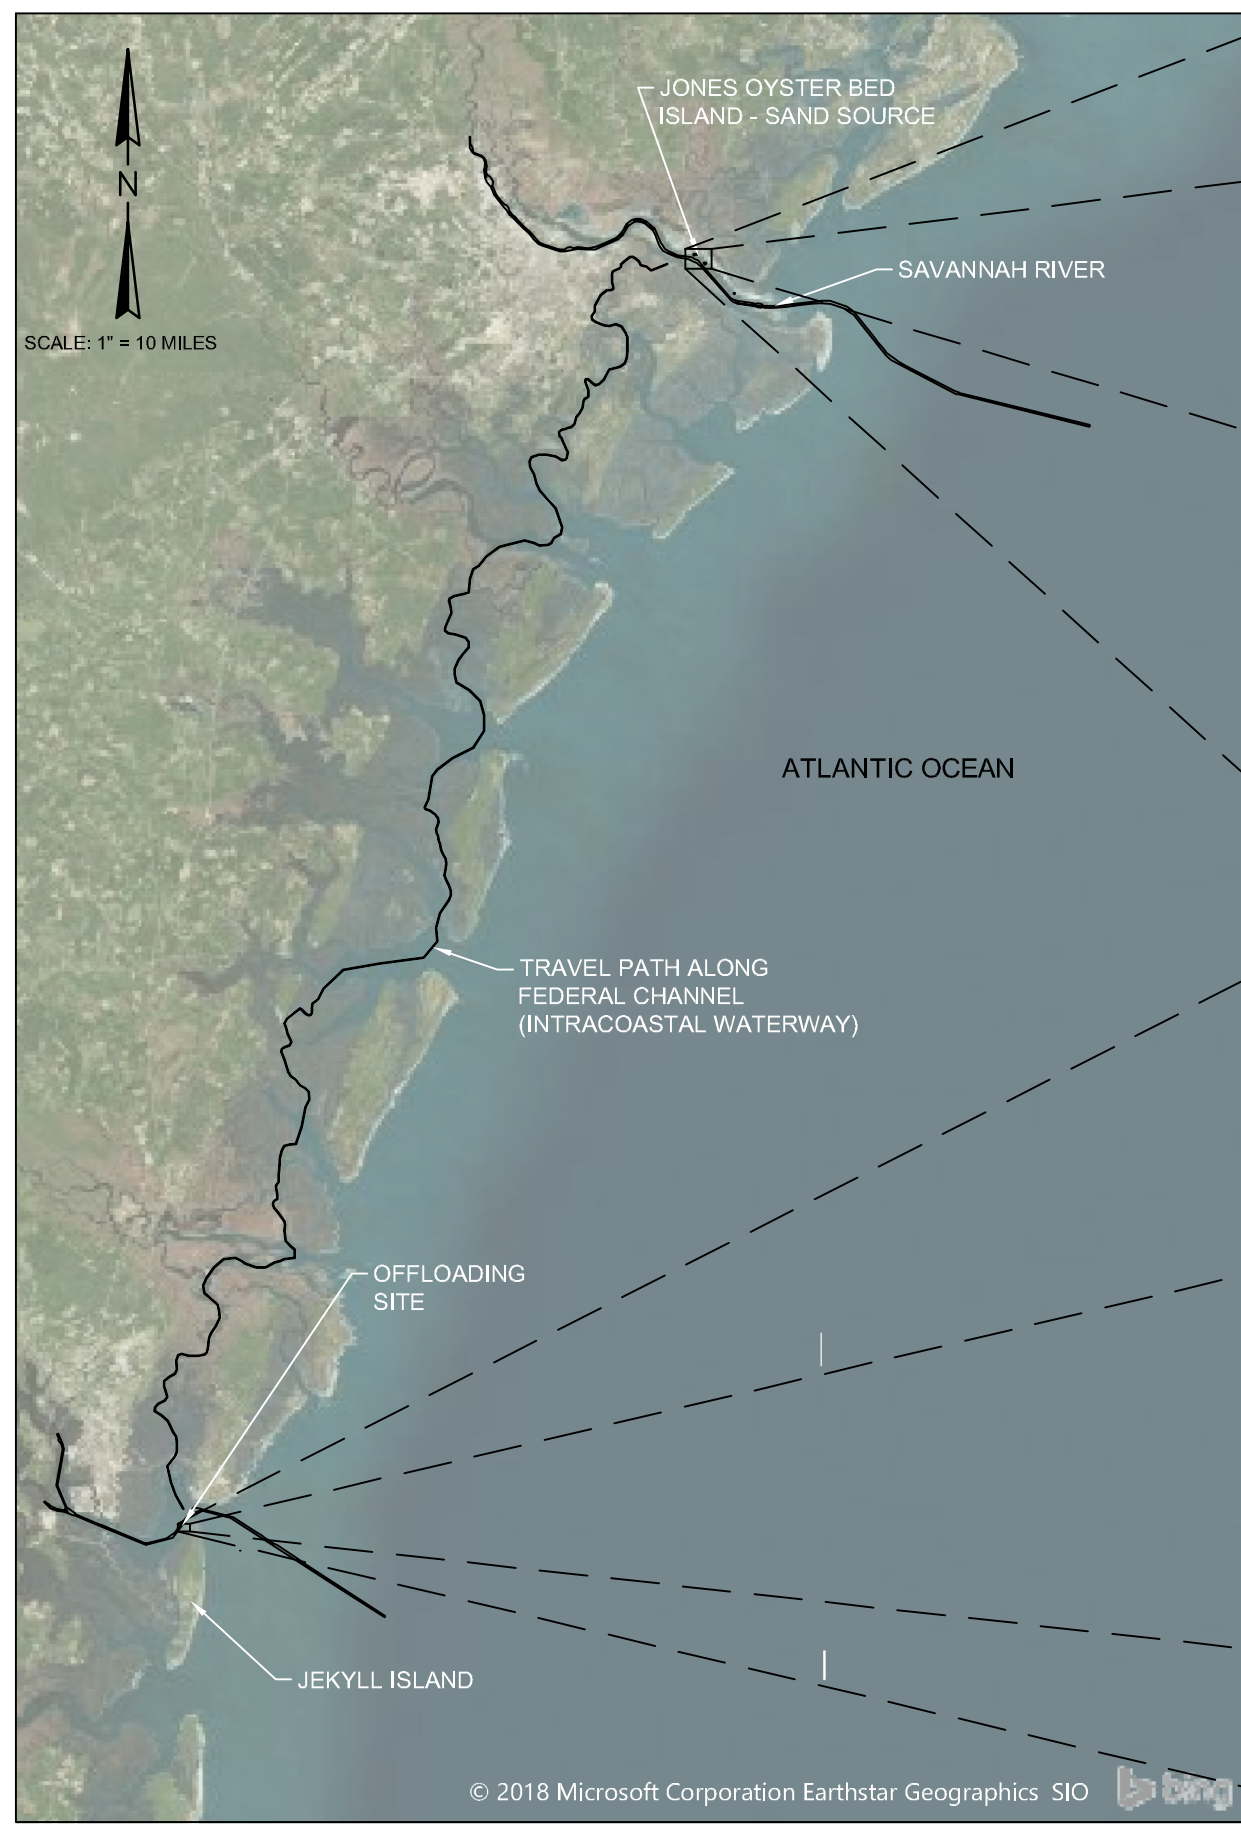 JONES OYSTER BED
ISLAND - SAND SOURCE
N
SAVANNAH RIVER
SCALE: 1" = 10 MILES
ATLANTIC OCEAN
TRAVEL PATH ALONG
FEDERAL CHANNEL
(INTRACOASTAL WATERWAY)
OFFLOADING
SITE
JEKYLL ISLAND
© 2018 Microsoft Corporation Earthstar Geographics SIO
bing